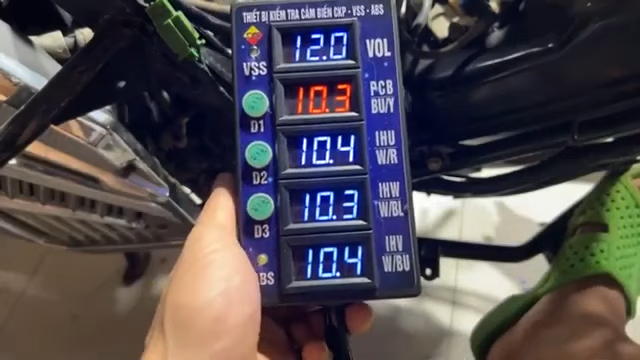 THIẾT BỊ KIỂM TRA CẢM BIẾN CKP - VSS - ABS
12.0 VOL
VSS
10.3 PCB
BU/Y
D1
10.4 IHU
W/R
D2
10.3 IHW
W/BL
D3
10.4 IHV
W/BU
ABS